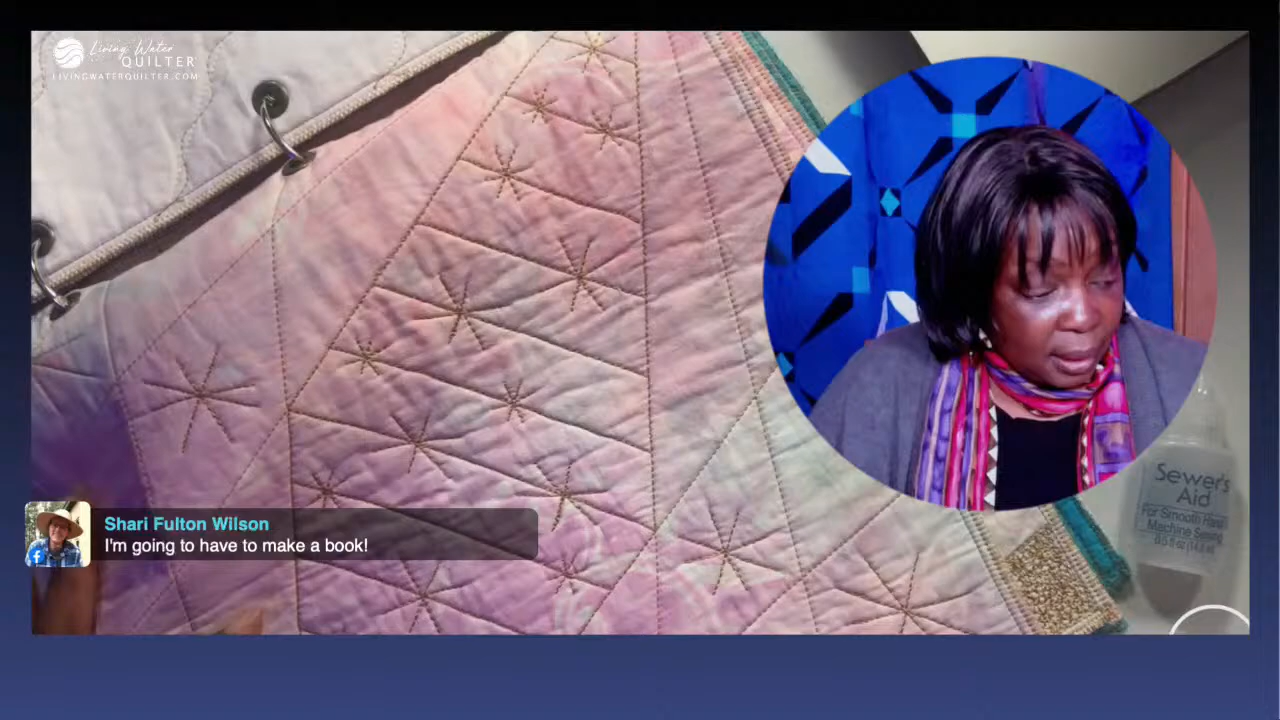 Living Water
QUILTER
LIVINGWATERQUILTER.COM
Shari Fulton Wilson
I'm going to have to make a book!
Sewer's
Aid
For Smooth
Machine Sewing